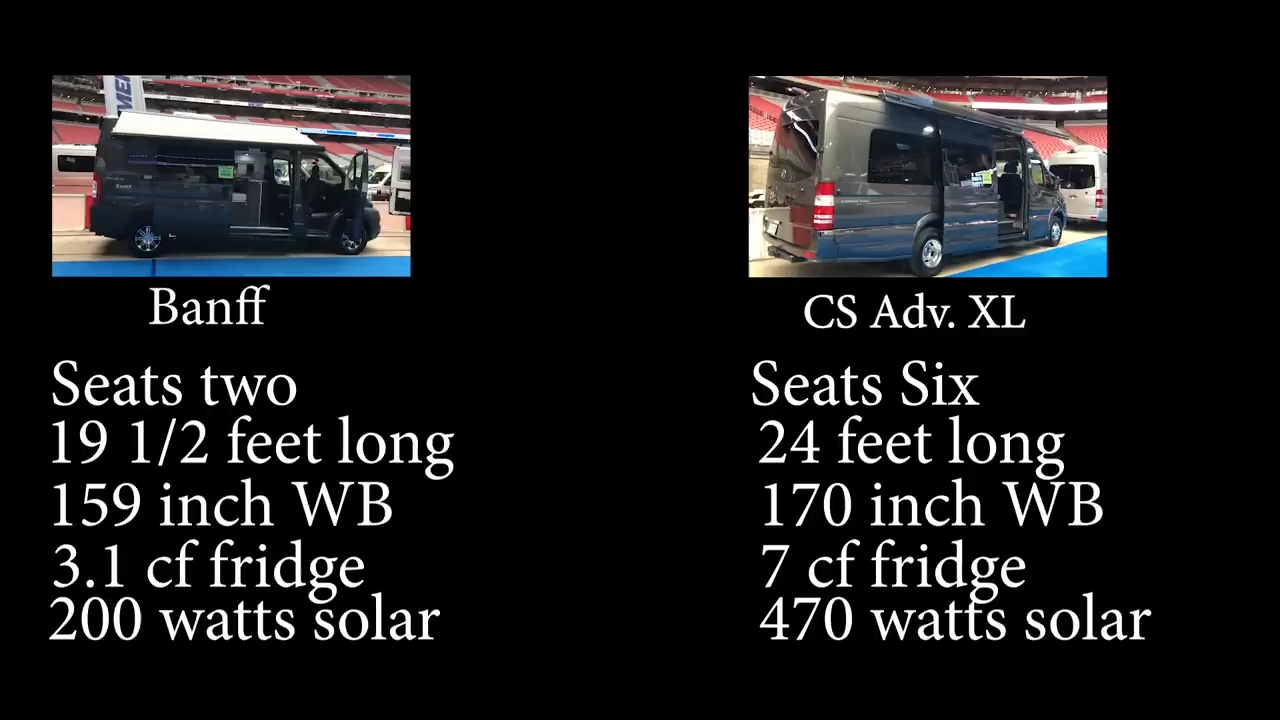 Banff
Seats two
19 1/2 feet long
159 inch WB
3.1 cf fridge
200 watts solar
CS Adv. XL
Seats Six
24 feet long
170 inch WB
7 cf fridge
470 watts solar